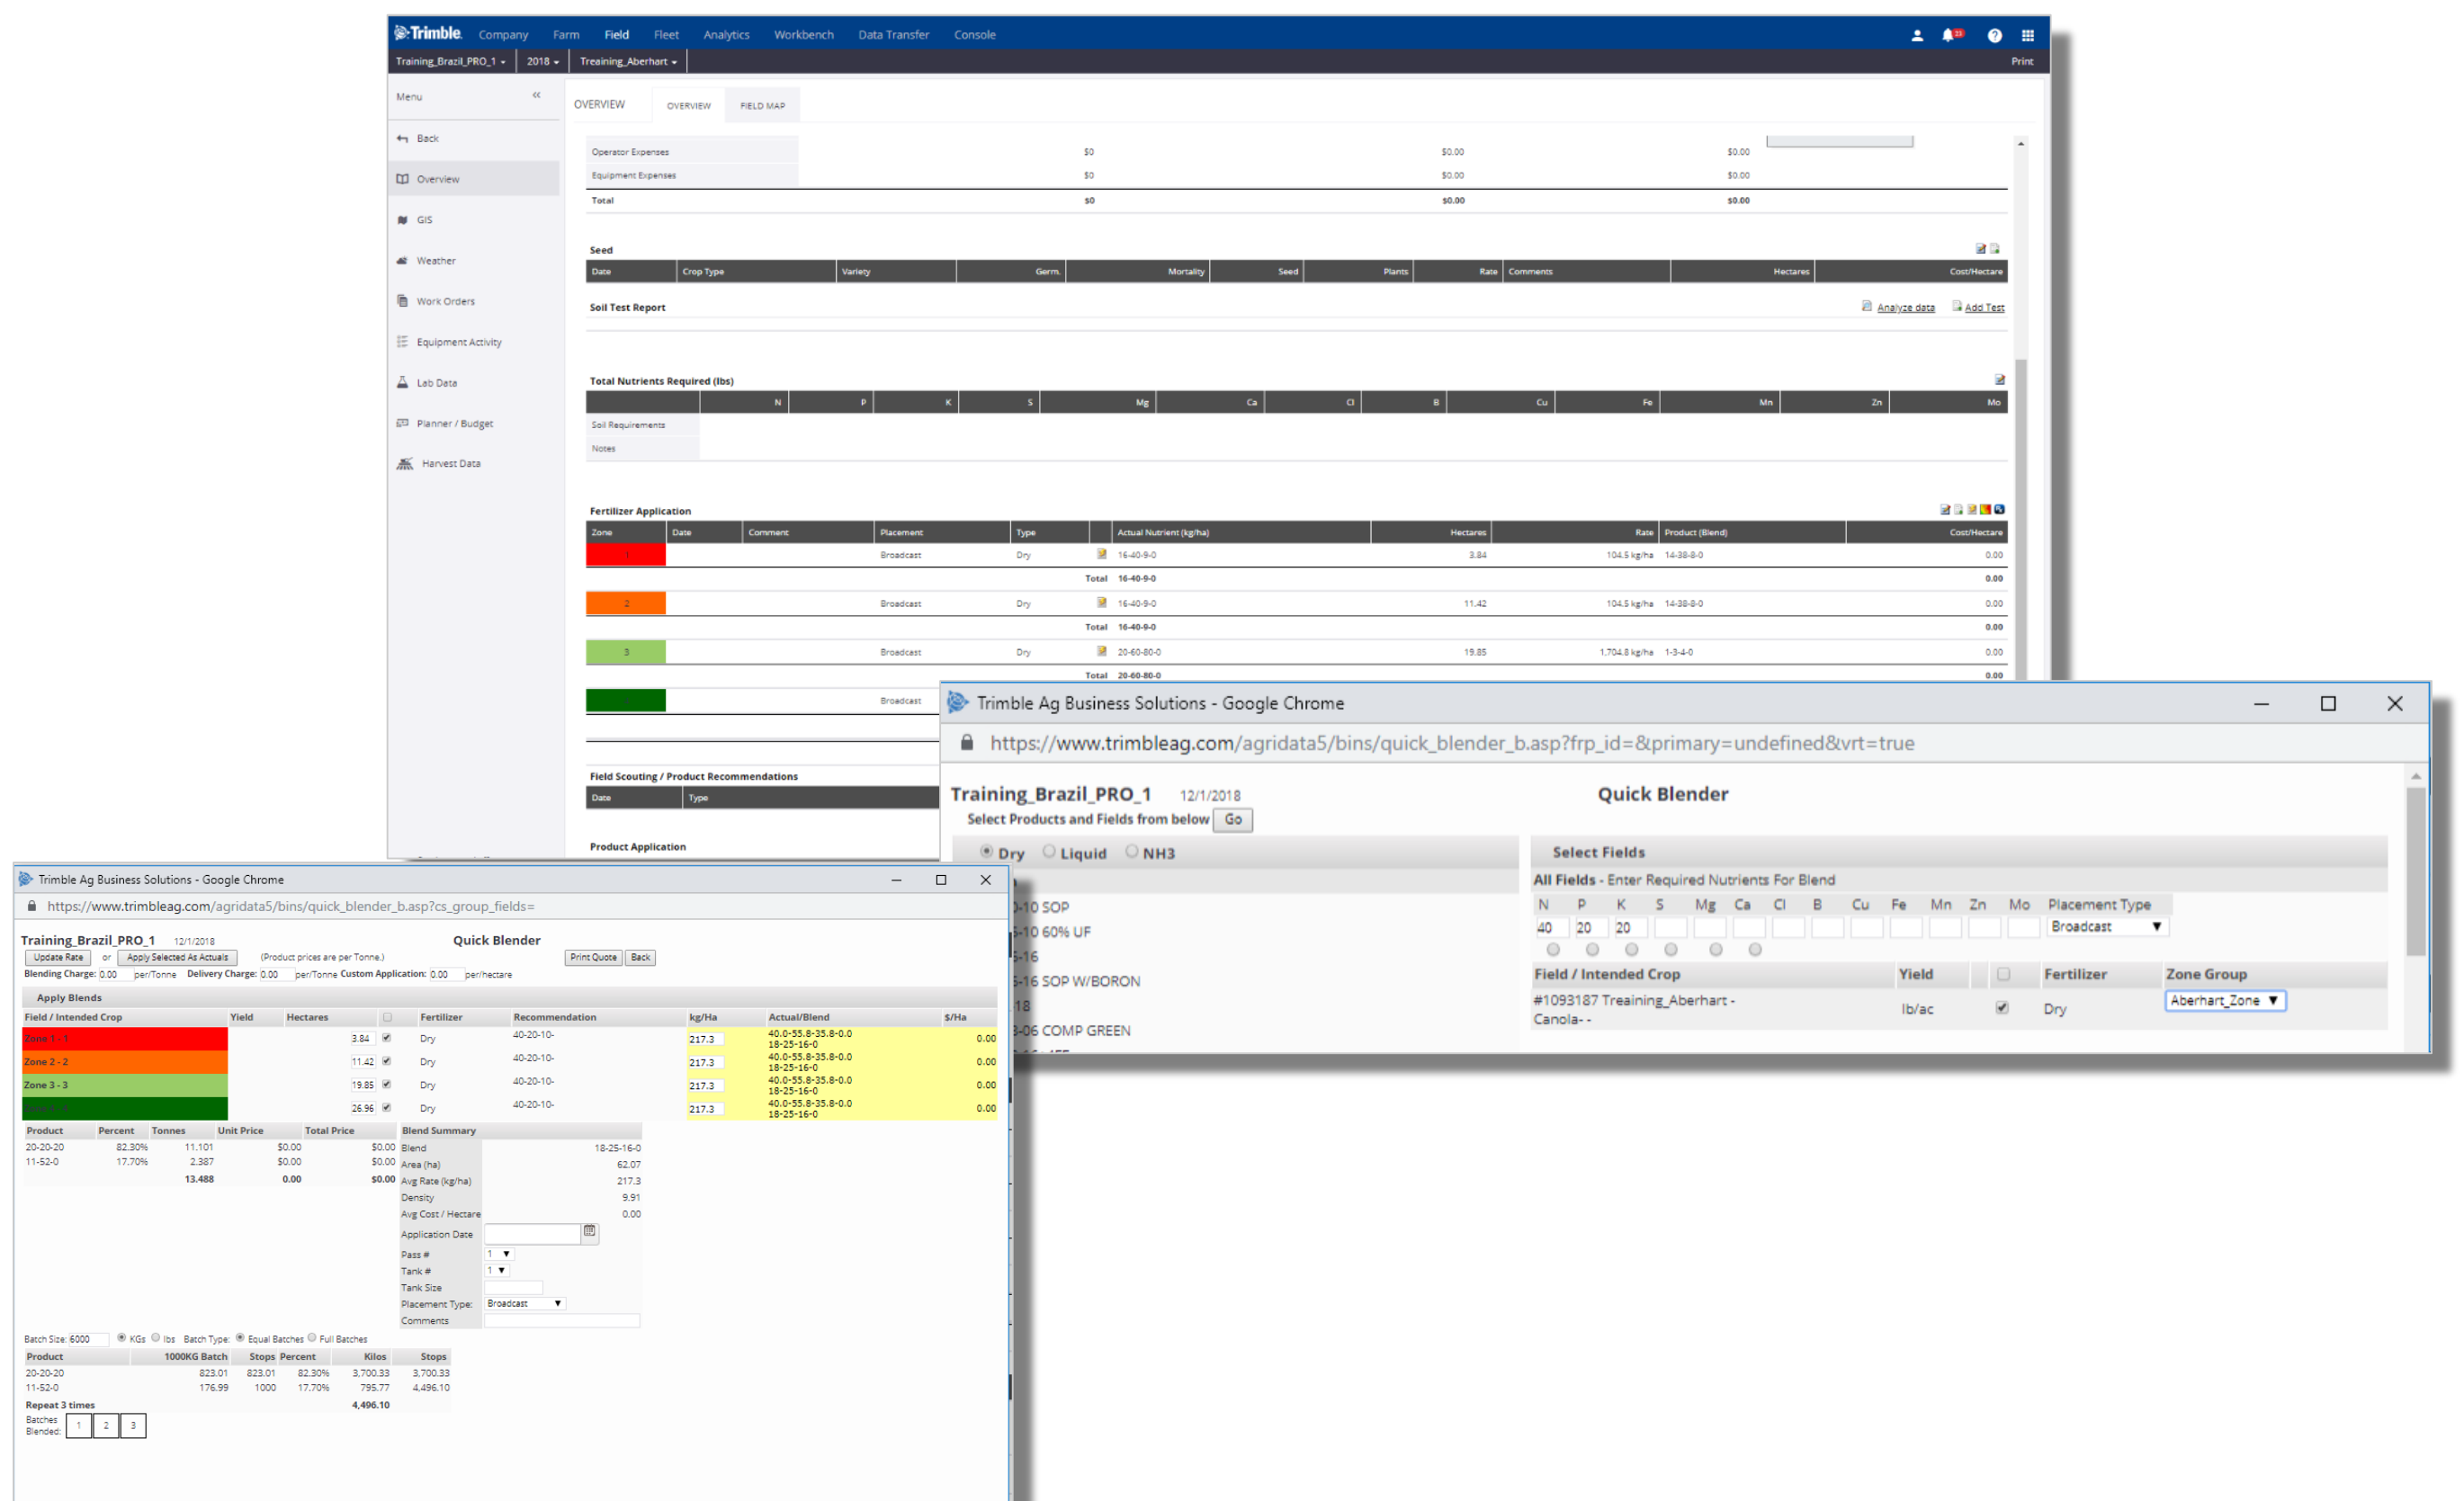 Trimble. Company Farm Field Fleet Analytics Workbench Data Transfer Console 23 ?
Training_Brazil_PRO_1 2018 Treaining_Aberhart Print
Menu «
Back
Overview
GIS
Weather
Work Orders
Equipment Activity
Lab Data
Planner / Budget
Harvest Data
OVERVIEW OVERVIEW FIELD MAP
Operator Expenses $0 $0.00 $0.00
Equipment Expenses $0 $0.00 $0.00
Total $0 $0.00 $0.00
Seed
Date Crop Type Variety Germ. Mortality Seed Plants Rate Comments Hectares Cost/Hectare
Soil Test Report Analyze data Add Test
Total Nutrients Required (lbs)
N P K S Mg Ca Cl B Cu Fe Mn Zn Mo
Soil Requirements
Notes
Fertilizer Application
Zone Date Comment Placement Type Actual Nutrient (kg/ha) Hectares Rate Product (Blend) Cost/Hectare
1 Broadcast Dry 16-40-9-0 3.84 104.5 kg/ha 14-38-8-0 0.00
Total 16-40-9-0 0.00
2 Broadcast Dry 16-40-9-0 11.42 104.5 kg/ha 14-38-8-0 0.00
Total 16-40-9-0 0.00
3 Broadcast Dry 20-60-80-0 19.85 1,704.8 kg/ha 1-3-4-0 0.00
Total 20-60-80-0 0.00
Broadcast
Field Scouting / Product Recommendations
Date Type
Product Application
Trimble Ag Business Solutions - Google Chrome
https://www.trimbleag.com/agridata5/bins/quick_blender_b.asp?frp_id=&primary=undefined&vrt=true
Training_Brazil_PRO_1 12/1/2018 Quick Blender
Select Products and Fields from below Go
Dry Liquid NH3
-10 SOP
-10 60% UF
-16
-16 SOP W/BORON
-18
-06 COMP GREEN
Select Fields
All Fields - Enter Required Nutrients For Blend
N P K S Mg Ca Cl B Cu Fe Mn Zn Mo Placement Type
40 20 20 Broadcast
Field / Intended Crop Yield Fertilizer Zone Group
#1093187 Treaining_Aberhart -
Canola- - lb/ac Dry Aberhart_Zone
Trimble Ag Business Solutions - Google Chrome
https://www.trimbleag.com/agridata5/bins/quick_blender_b.asp?cs_group_fields=
Training_Brazil_PRO_1 12/1/2018 Quick Blender
Update Rate or Apply Selected As Actuals (Product prices are per Tonne.) Print Quote Back
Blending Charge: 0.00 per/Tonne Delivery Charge: 0.00 per/Tonne Custom Application: 0.00 per/hectare
Apply Blends
Field / Intended Crop Yield Hectares Fertilizer Recommendation kg/Ha Actual/Blend $/Ha
Zone 1 - 1 3.84 Dry 40-20-10- 217.3 40.0-55.8-35.8-0.0 0.00
18-25-16-0
Zone 2 - 2 11.42 Dry 40-20-10- 217.3 40.0-55.8-35.8-0.0 0.00
18-25-16-0
Zone 3 - 3 19.85 Dry 40-20-10- 217.3 40.0-55.8-35.8-0.0 0.00
18-25-16-0
26.96 Dry 40-20-10- 217.3 40.0-55.8-35.8-0.0 0.00
18-25-16-0
Product Percent Tonnes Unit Price Total Price
20-20-20 82.30% 11.101 $0.00 $0.00
11-52-0 17.70% 2.387 $0.00 $0.00
13.488 0.00 $0.00
Blend Summary
Blend 18-25-16-0
Area (ha) 62.07
Avg Rate (kg/ha) 217.3
Density 9.91
Avg Cost / Hectare 0.00
Application Date
Pass # 1
Tank # 1
Tank Size
Placement Type: Broadcast
Comments
Batch Size: 6000 KGs lbs Batch Type: Equal Batches Full Batches
Product 1000KG Batch Stops Percent Kilos Stops
20-20-20 823.01 823.01 82.30% 3,700.33 3,700.33
11-52-0 176.99 1000 17.70% 795.77 4,496.10
Repeat 3 times 4,496.10
Batches
Blended: 1 2 3